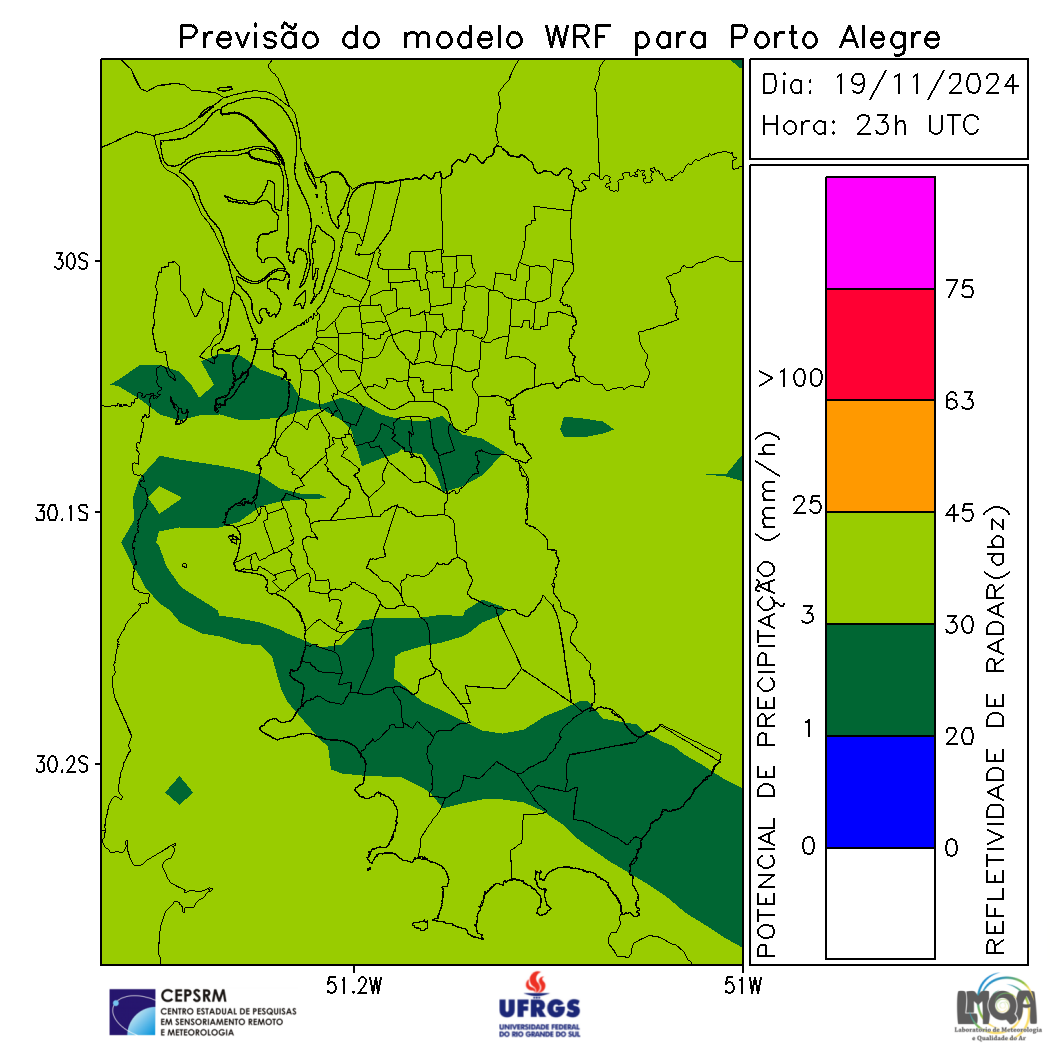 Previsão do modelo WRF para Porto Alegre
Dia: 19/11/2024
Hora: 23h UTC
30S
30.1S
30.2S
51.2W
51W
POTENCIAL DE PRECIPITAÇÃO (mm/h)
>100
25
3
1
0
75
63
45
30
20
0
REFLETIVIDADE DE RADAR(dbz)
CEPSRM
CENTRO ESTADUAL DE PESQUISAS
EM SENSORIAMENTO REMOTO
E METEOROLOGIA
UFRGS
UNIVERSIDADE FEDERAL
DO RIO GRANDE DO SUL
LMQA
Laboratório de Meteorologia
e Qualidade do Ar